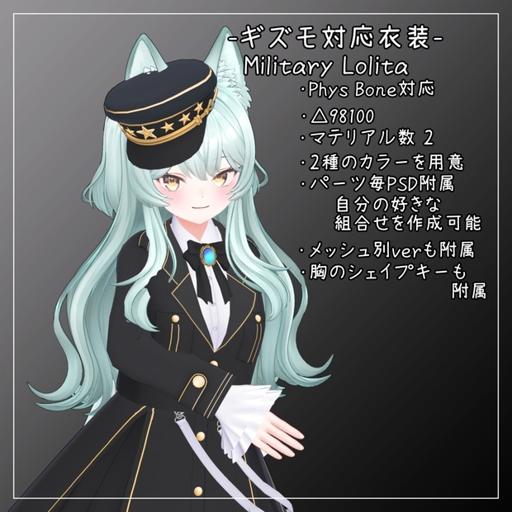 -ギズモ対応衣装-
Military Lolita
・Phys Bone対応
・△98100
・マテリアル数 2
・2種のカラーを用意
・パーツ毎PSD附属
自分の好きな
組合せを作成可能
・メッシュ別verも附属
・胸のシェイプキーも
附属